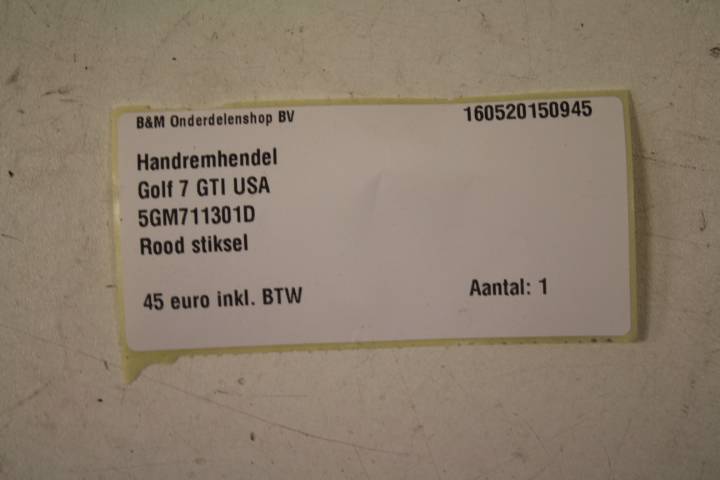 B&M Onderdelenshop BV
160520150945
Handremhendel
Golf 7 GTI USA
5GM711301D
Rood stiksel
45 euro inkl. BTW
Aantal: 1